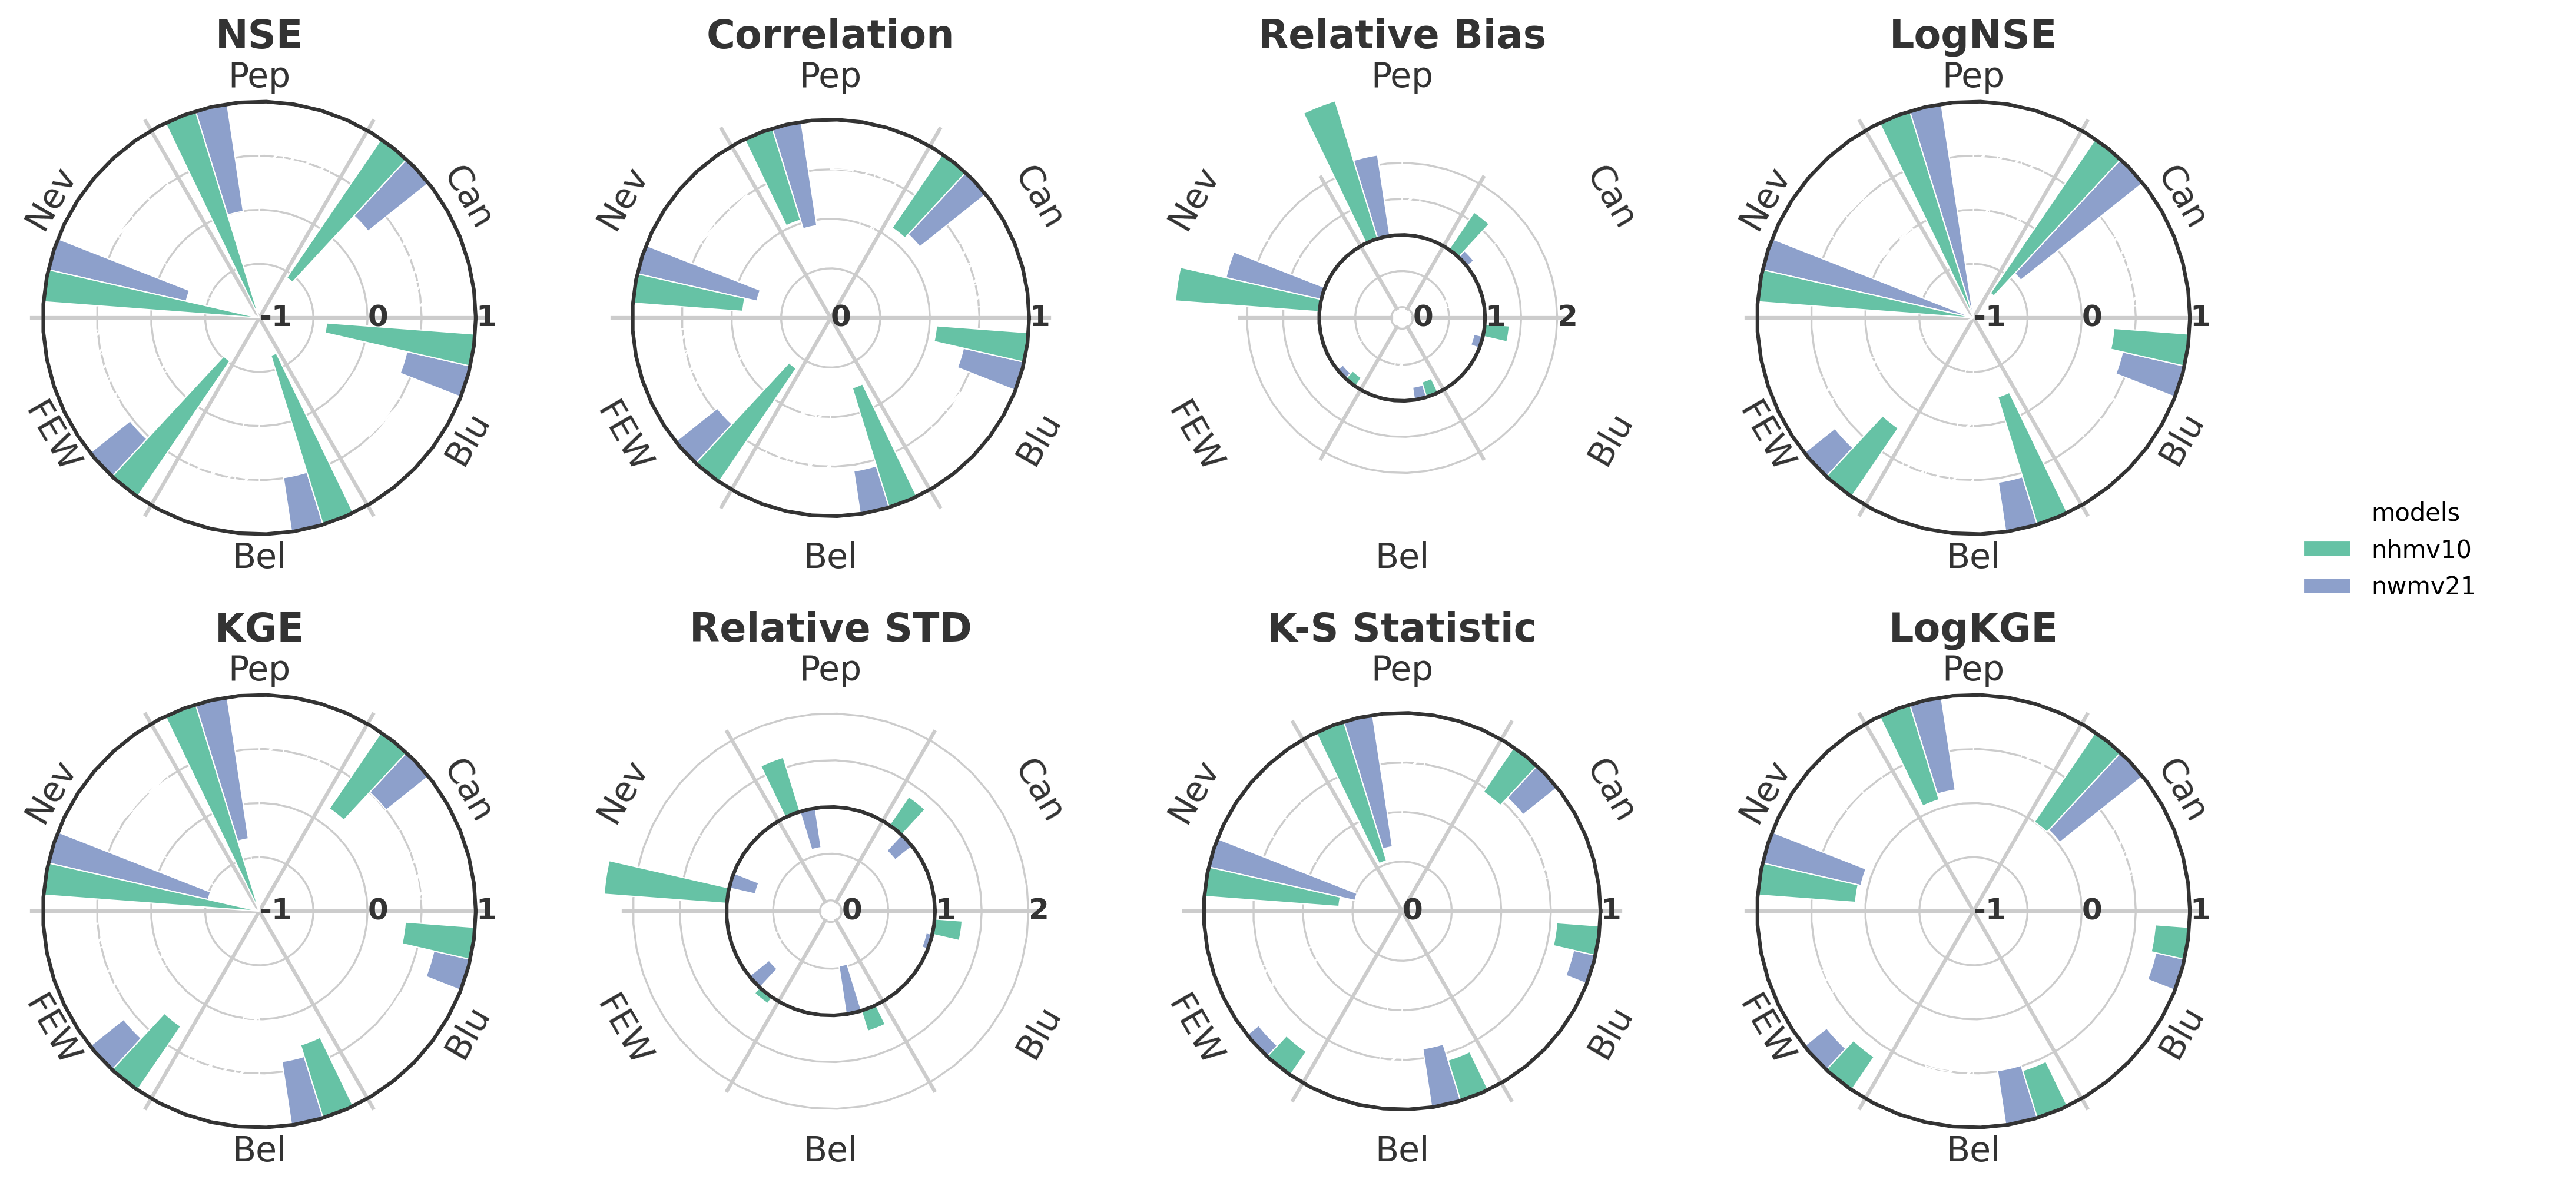 NSE
Pep
Nev
Can
-1 0 1
FEW
Blu
Bel
Correlation
Pep
Nev
Can
0 1
FEW
Blu
Bel
Relative Bias
Pep
Nev
Can
0 1 2
FEW
Blu
Bel
LogNSE
Pep
Nev
Can
-1 0 1
FEW
Blu
Bel
models
nhmv10
nwmv21
KGE
Pep
Nev
Can
-1 0 1
FEW
Blu
Bel
Relative STD
Pep
Nev
Can
0 1 2
FEW
Blu
Bel
K-S Statistic
Pep
Nev
Can
0 1
FEW
Blu
Bel
LogKGE
Pep
Nev
Can
-1 0 1
FEW
Blu
Bel